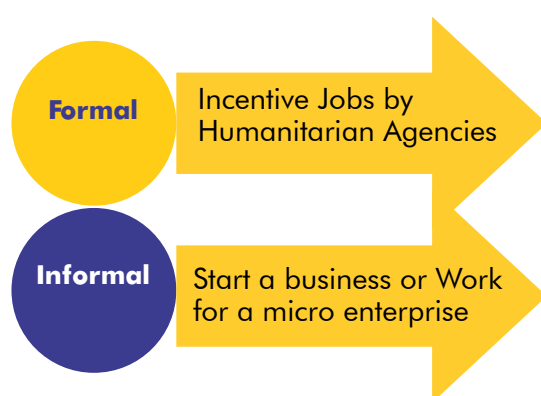 Formal
Incentive Jobs by
Humanitarian Agencies
Informal
Start a business or Work
for a micro enterprise